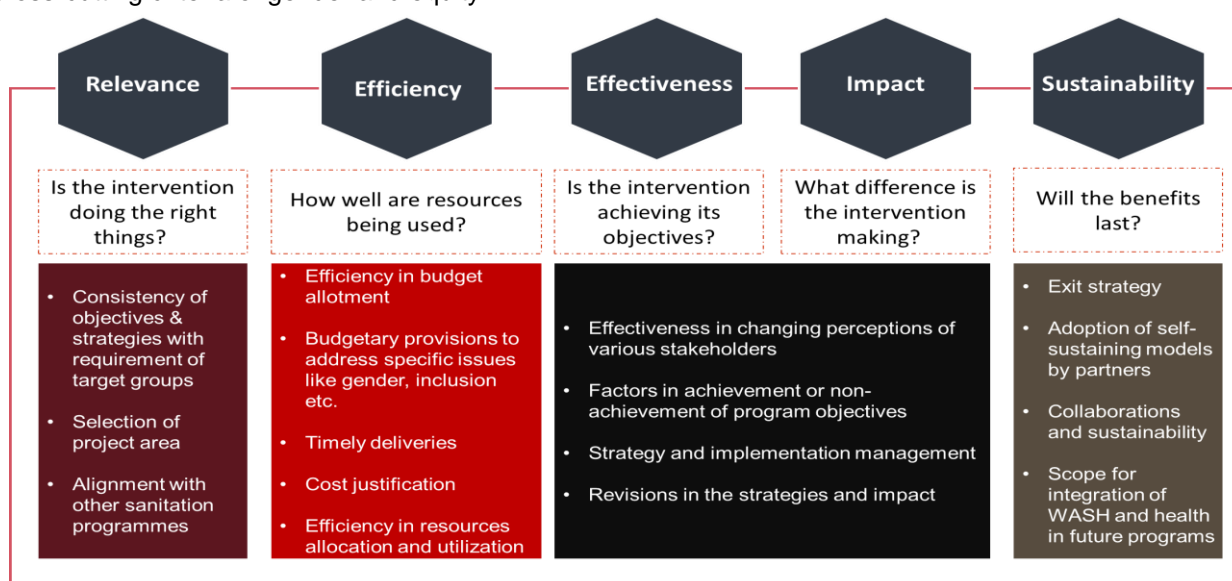 Relevance
Efficiency
Effectiveness
Impact
Sustainability
Is the intervention
doing the right
things?
How well are resources
being used?
Is the intervention
achieving its
objectives?
What difference is
the intervention
making?
Will the benefits
last?
• Consistency of
objectives &
strategies with
requirement of
target groups
• Selection of
project area
• Alignment with
other sanitation
programmes
• Efficiency in budget
allotment
• Budgetary provisions to
address specific issues
like gender, inclusion
etc.
• Timely deliveries
• Cost justification
• Efficiency in resources
allocation and utilization
• Effectiveness in changing perceptions of
various stakeholders
• Factors in achievement or non-
achievement of program objectives
• Strategy and implementation management
• Revisions in the strategies and impact
• Exit strategy
• Adoption of self-
sustaining models
by partners
• Collaborations
and sustainability
• Scope for
integration of
WASH and health
in future programs